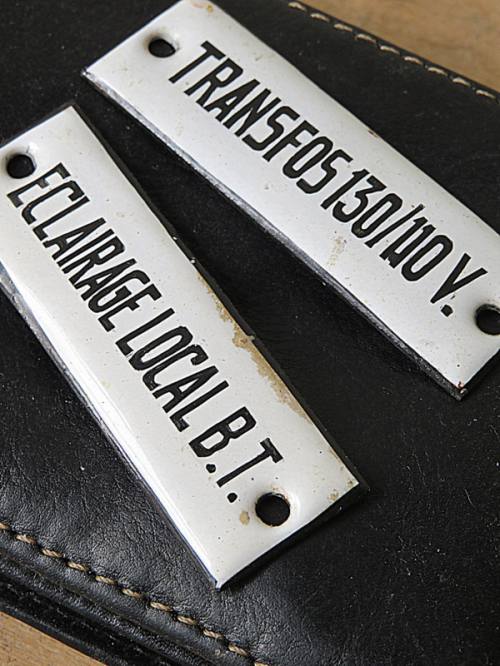 TRANSFOS 130/110 V.
ECLAIRAGE LOCAL B.T.